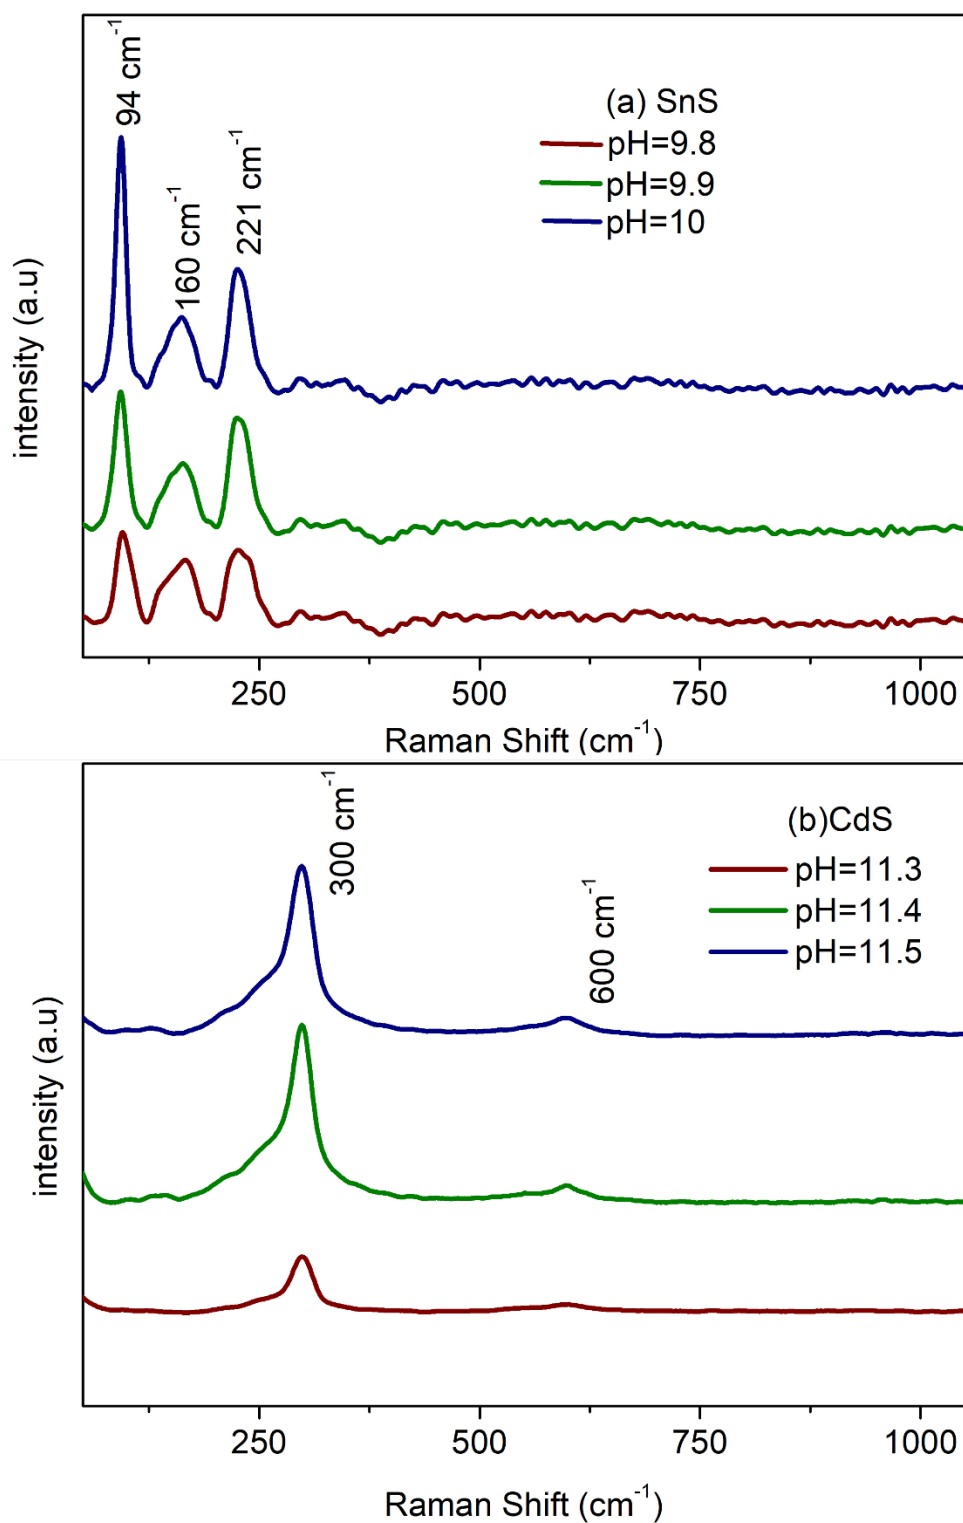 94 cm⁻¹
160 cm⁻¹
221 cm⁻¹
(a) SnS
pH=9.8
pH=9.9
pH=10
intensity (a.u)
250 500 750 1000
Raman Shift (cm⁻¹)
300 cm⁻¹
600 cm⁻¹
(b)CdS
pH=11.3
pH=11.4
pH=11.5
intensity (a.u)
250 500 750 1000
Raman Shift (cm⁻¹)